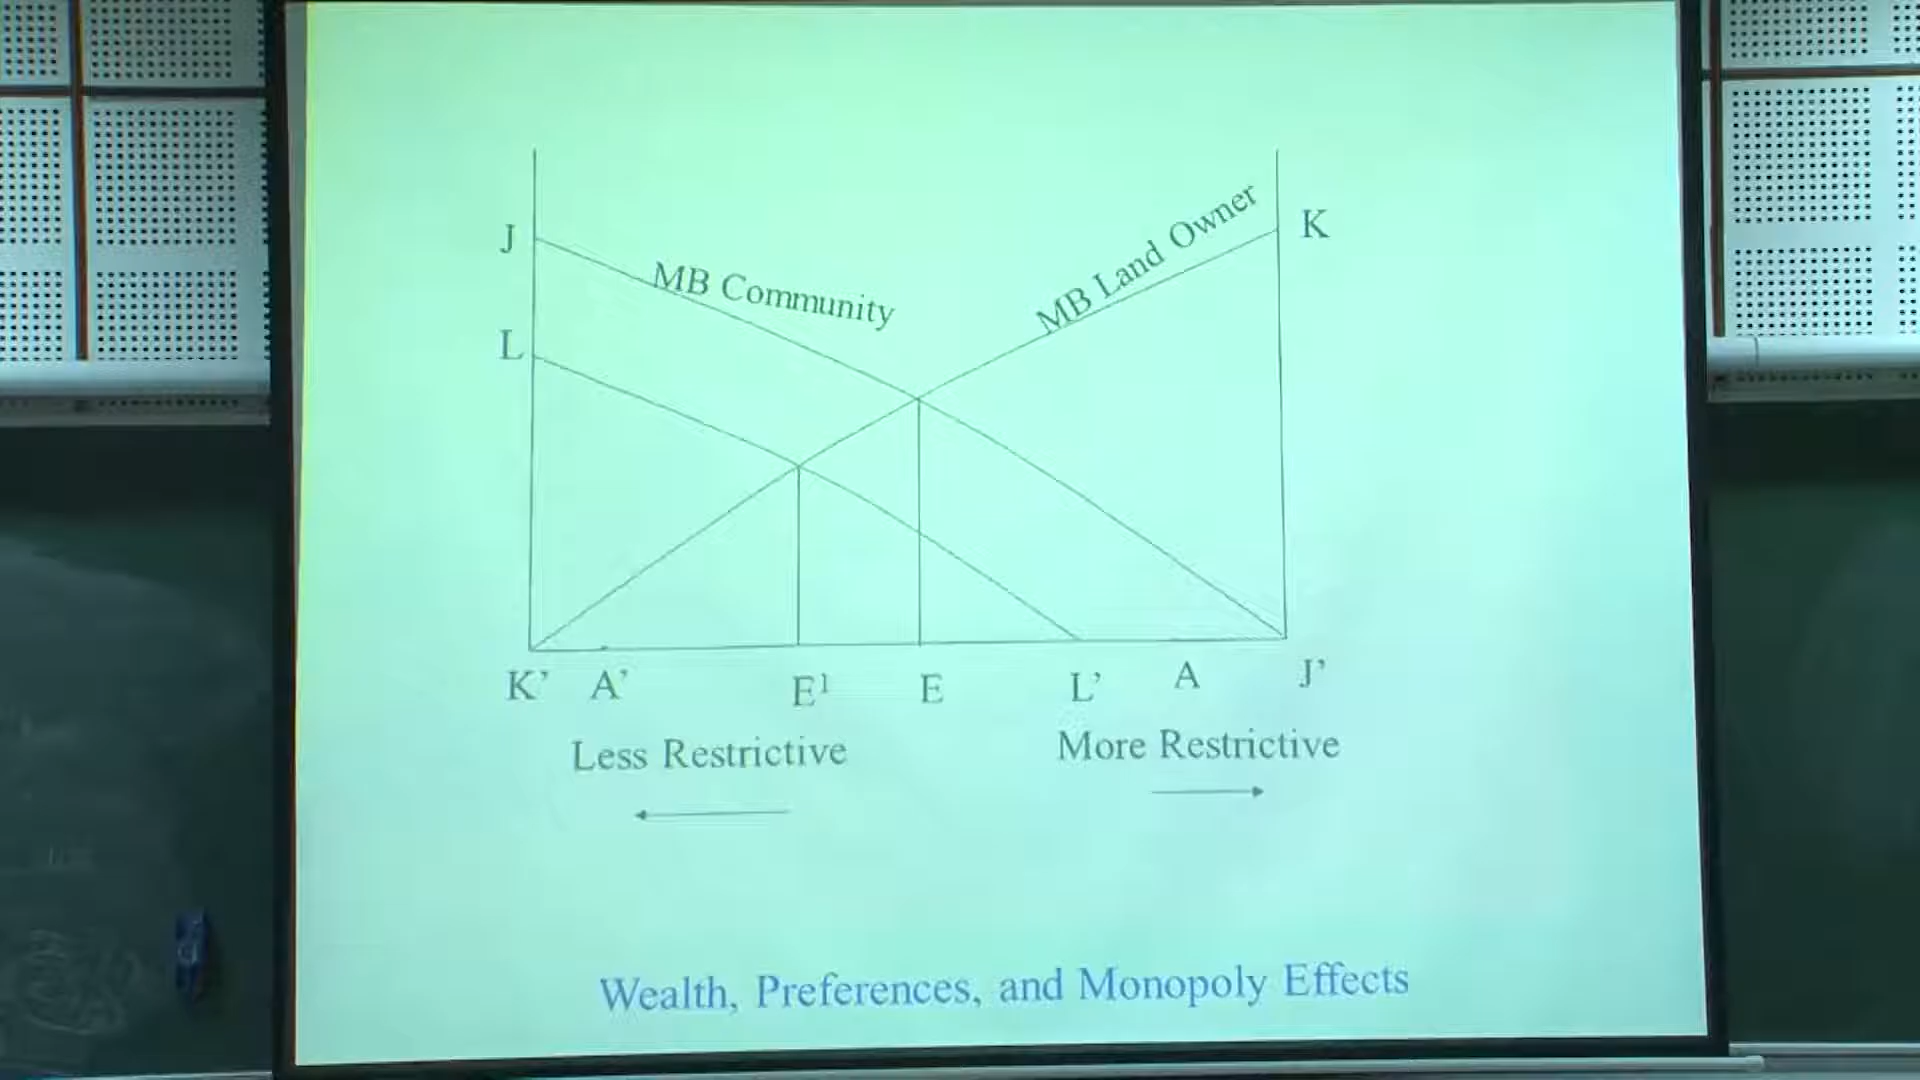 J
MB Community
MB Land Owner
K
L
K’ A’ E¹ E L’ A J’
Less Restrictive
More Restrictive
Wealth, Preferences, and Monopoly Effects